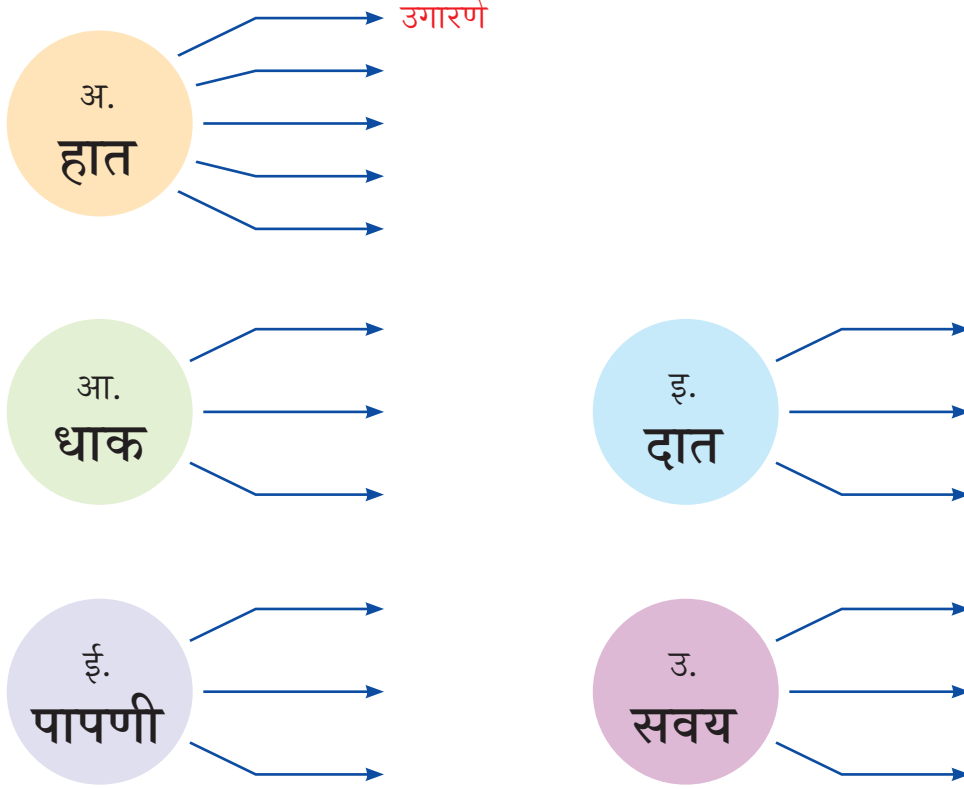 उगारणे
अ.
हात
आ.
धाक
इ.
दात
ई.
पापणी
उ.
सवय